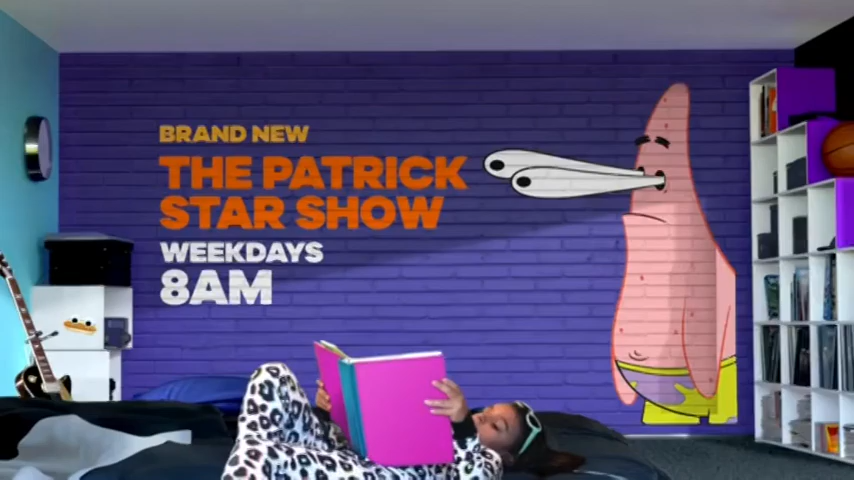 BRAND NEW
THE PATRICK
STAR SHOW
WEEKDAYS
8AM